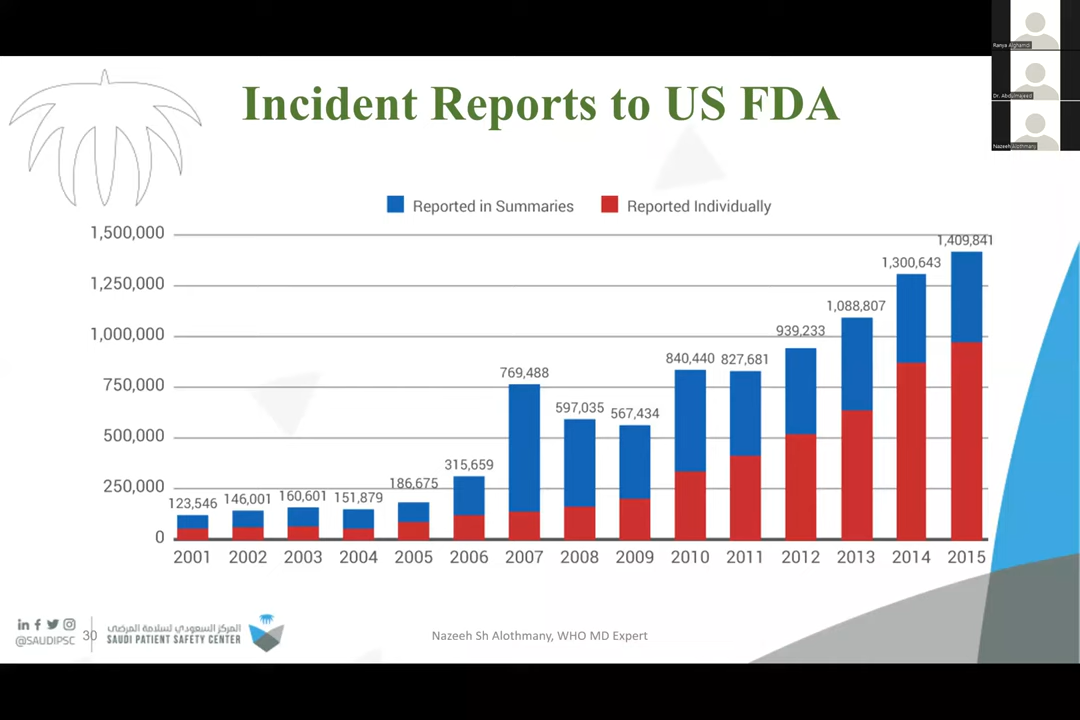 Ranya Alghamdi
Dr. Abdulmajeed
Nazeeh Alothmany
Incident Reports to US FDA
Reported in Summaries Reported Individually
1,500,000
1,250,000
1,000,000
750,000
500,000
250,000
0
123,546 146,001 160,601 151,879 186,675 315,659 769,488 597,035 567,434 840,440 827,681 939,233 1,088,807 1,300,643 1,409,841
2001 2002 2003 2004 2005 2006 2007 2008 2009 2010 2011 2012 2013 2014 2015
@SAUDIPSC
30
المركز السعودي لسلامة المرضى
SAUDI PATIENT SAFETY CENTER
Nazeeh Sh Alothmany, WHO MD Expert